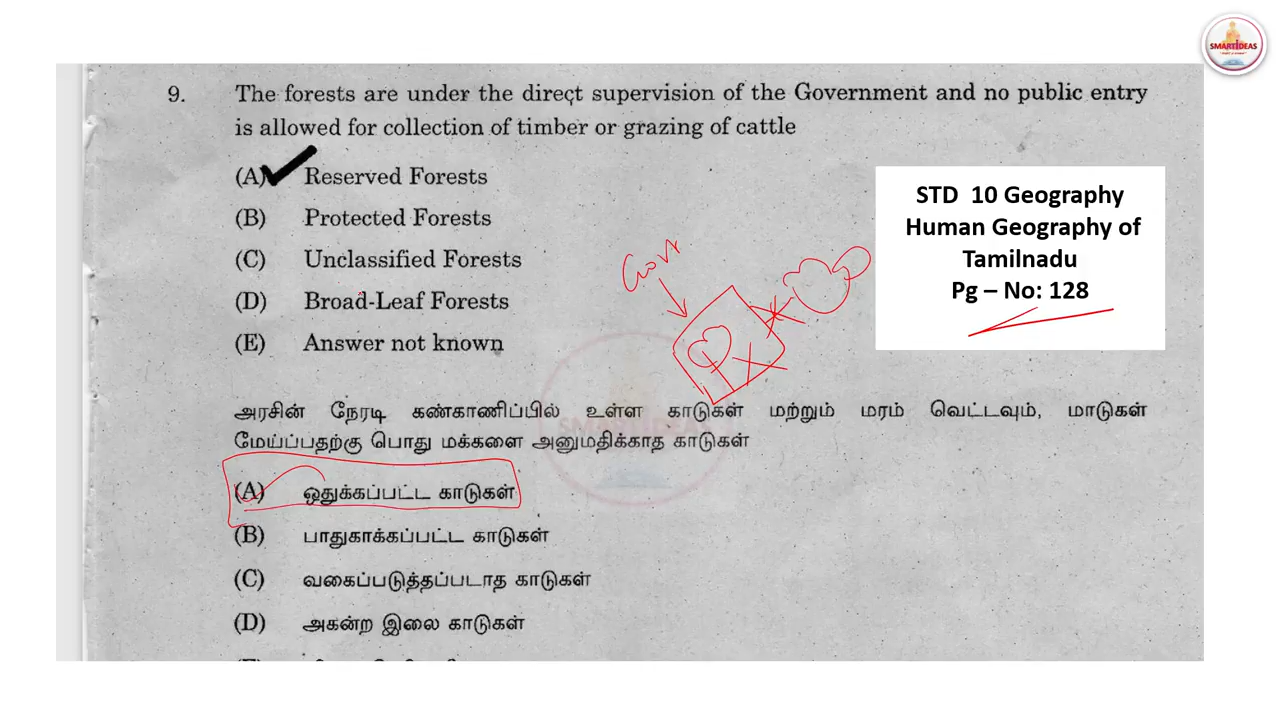 SMARTIDEAS
9. The forests are under the direct supervision of the Government and no public entry
is allowed for collection of timber or grazing of cattle
(A) Reserved Forests
(B) Protected Forests
(C) Unclassified Forests
(D) Broad-Leaf Forests
(E) Answer not known
STD 10 Geography
Human Geography of
Tamilnadu
Pg – No: 128
Govt
SMARTIDEAS
அரசின் நேரடி கண்காணிப்பில் உள்ள காடுகள் மற்றும் மரம் வெட்டவும், மாடுகள்
மேய்ப்பதற்கு பொது மக்களை அனுமதிக்காத காடுகள்
(A) ஒதுக்கப்பட்ட காடுகள்
(B) பாதுகாக்கப்பட்ட காடுகள்
(C) வகைப்படுத்தப்படாத காடுகள்
(D) அகன்ற இலை காடுகள்